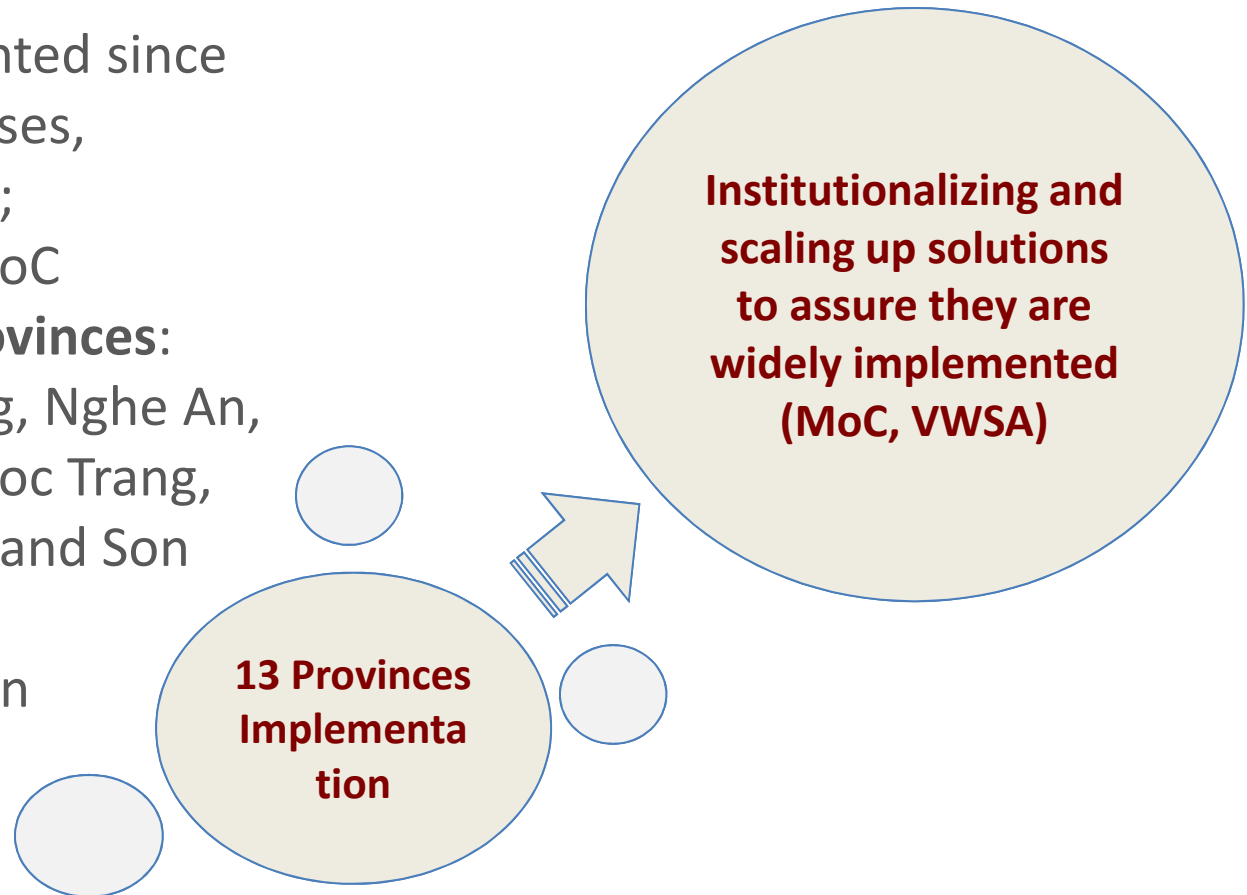 nted since
ses,
;
oC
ovinces:
g, Nghe An,
oc Trang,
and Son
n
Institutionalizing and
scaling up solutions
to assure they are
widely implemented
(MoC, VWSA)
13 Provinces
Implementa
tion